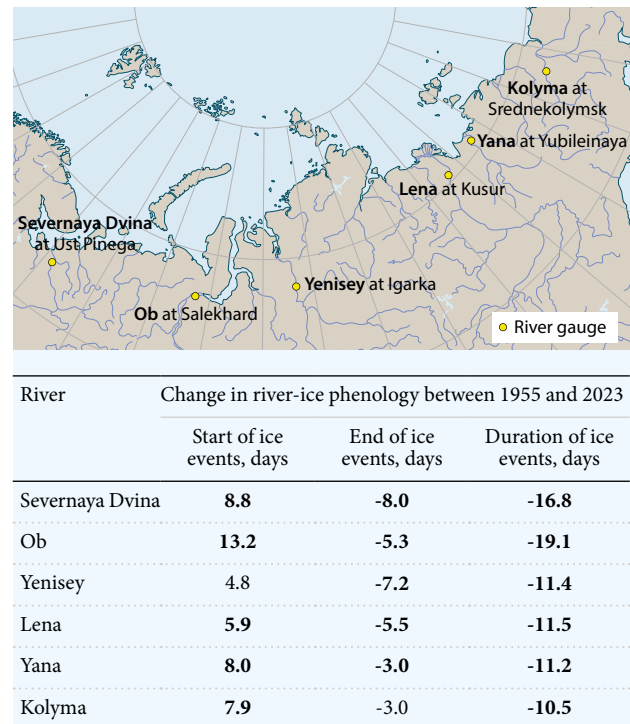 Kolyma at
Srednekolymsk
Yana at Yubileinaya
Lena at Kusur
Severnaya Dvina
at Ust Pinega
Yenisey at Igarka
Ob at Salekhard
River gauge
River Change in river-ice phenology between 1955 and 2023
Start of ice events, days End of ice events, days Duration of ice events, days
Severnaya Dvina 8.8 -8.0 -16.8
Ob 13.2 -5.3 -19.1
Yenisey 4.8 -7.2 -11.4
Lena 5.9 -5.5 -11.5
Yana 8.0 -3.0 -11.2
Kolyma 7.9 -3.0 -10.5